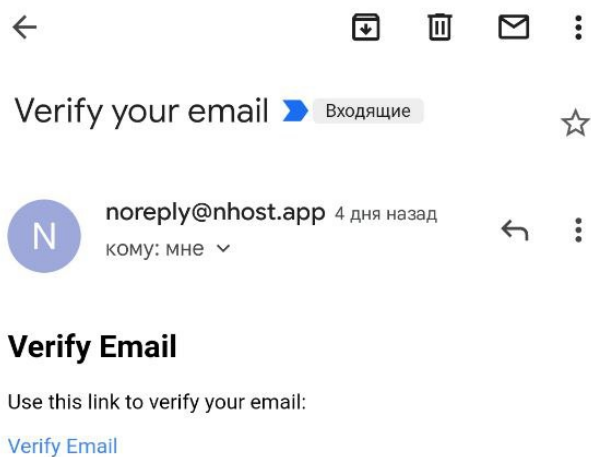 Verify your email Входящие
N
noreply@nhost.app 4 дня назад
кому: мне
Verify Email
Use this link to verify your email:
Verify Email